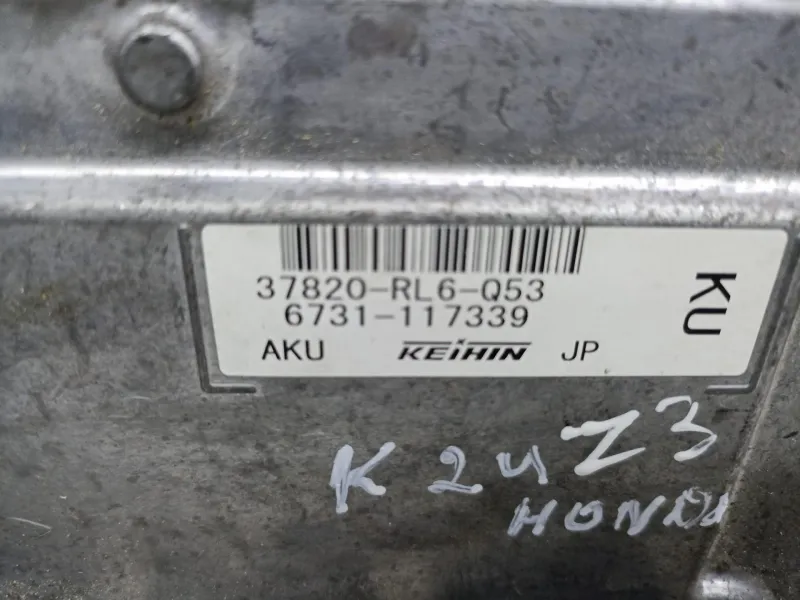 37820-RL6-Q53
6731-117339
AKU KEIHIN JP
KU
K24Z3
HONDA